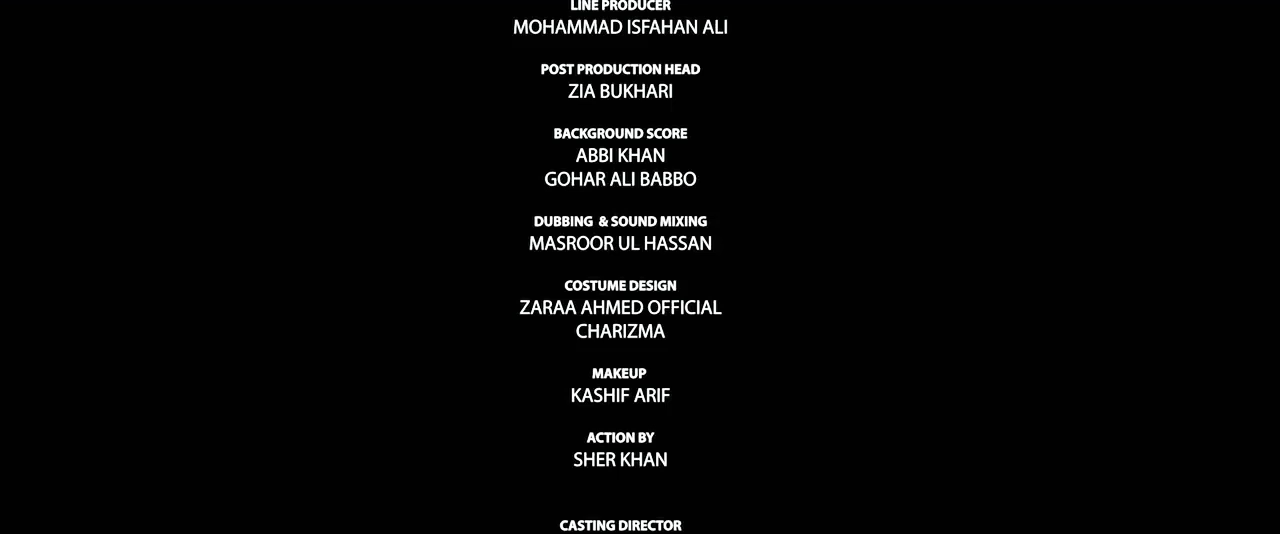 LINE PRODUCER
MOHAMMAD ISFAHAN ALI
POST PRODUCTION HEAD
ZIA BUKHARI
BACKGROUND SCORE
ABBI KHAN
GOHAR ALI BABBO
DUBBING & SOUND MIXING
MASROOR UL HASSAN
COSTUME DESIGN
ZARAA AHMED OFFICIAL
CHARIZMA
MAKEUP
KASHIF ARIF
ACTION BY
SHER KHAN
CASTING DIRECTOR